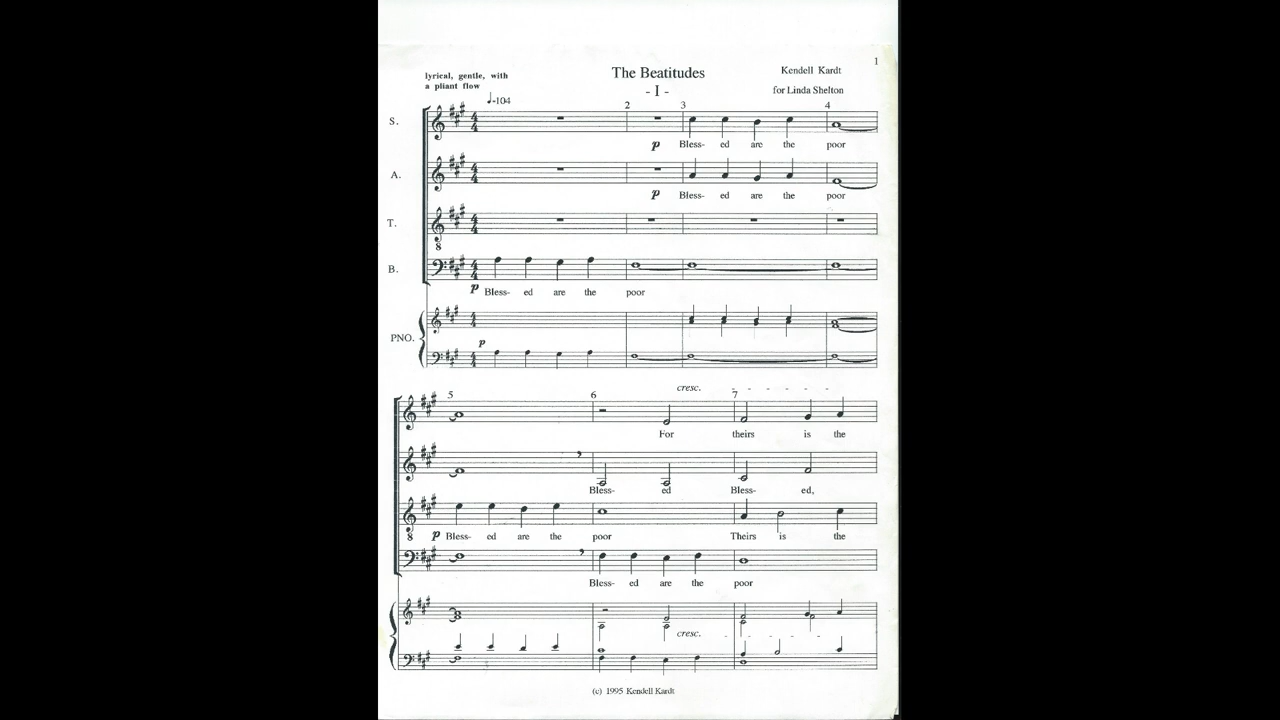 1
The Beatitudes
Kendell Kardt
lyrical, gentle, with
a pliant flow
- I -
for Linda Shelton
♩=104
2 3 4
S.
p Bless- ed are the poor
A.
p Bless- ed are the poor
T.
8
B.
p Bless- ed are the poor
PNO.
p
cresc. - - - - - -
5 6 7
For theirs is the
Bless- ed Bless- ed,
8 p Bless- ed are the poor Theirs is the
Bless- ed are the poor
cresc. - - - - - -
(c) 1995 Kendell Kardt